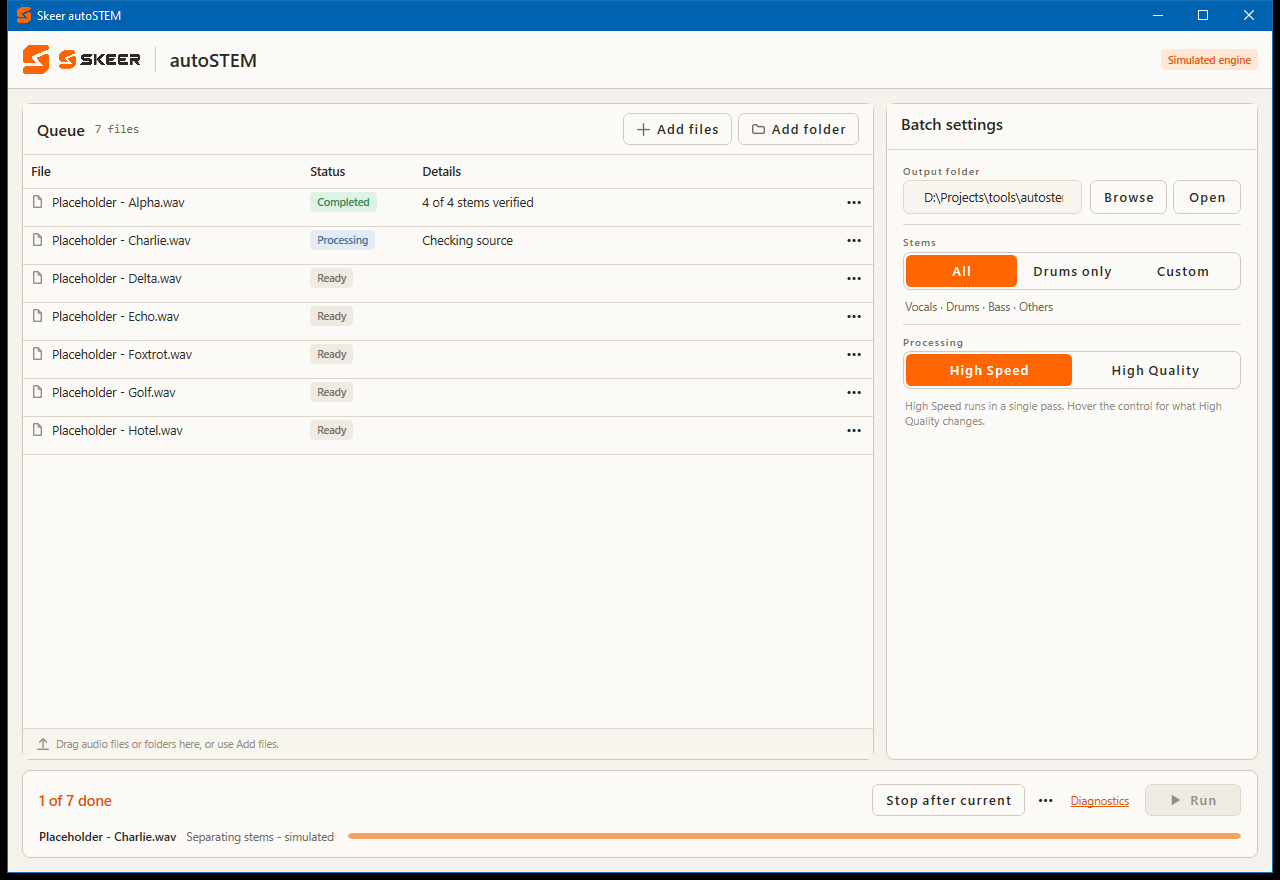 Skeer autoSTEM
SKEER autoSTEM Simulated engine
Queue 7 files Add files Add folder
File Status Details
Placeholder - Alpha.wav Completed 4 of 4 stems verified
Placeholder - Charlie.wav Processing Checking source
Placeholder - Delta.wav Ready
Placeholder - Echo.wav Ready
Placeholder - Foxtrot.wav Ready
Placeholder - Golf.wav Ready
Placeholder - Hotel.wav Ready
Drag audio files or folders here, or use Add files.
Batch settings
Output folder
D:\Projects\tools\autoste Browse Open
Stems
All Drums only Custom
Vocals · Drums · Bass · Others
Processing
High Speed High Quality
High Speed runs in a single pass. Hover the control for what High
Quality changes.
1 of 7 done Stop after current Diagnostics Run
Placeholder - Charlie.wav Separating stems - simulated